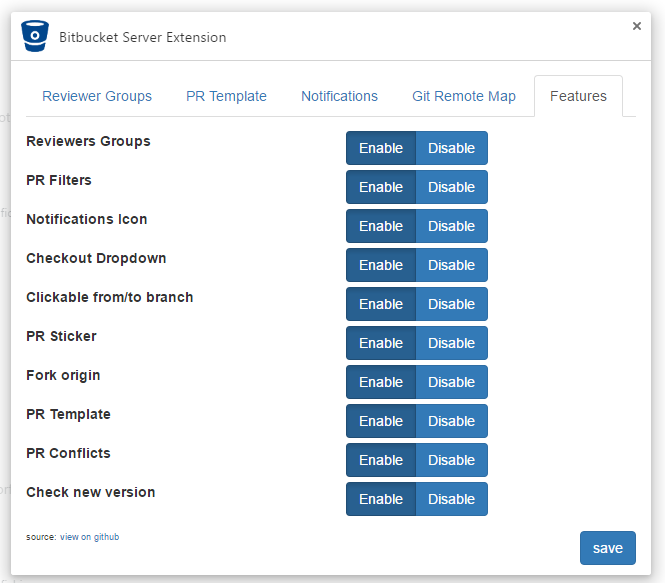 ×
Bitbucket Server Extension
Reviewer Groups PR Template Notifications Git Remote Map Features
Reviewers Groups Enable Disable
PR Filters Enable Disable
Notifications Icon Enable Disable
Checkout Dropdown Enable Disable
Clickable from/to branch Enable Disable
PR Sticker Enable Disable
Fork origin Enable Disable
PR Template Enable Disable
PR Conflicts Enable Disable
Check new version Enable Disable
source: view on github
save